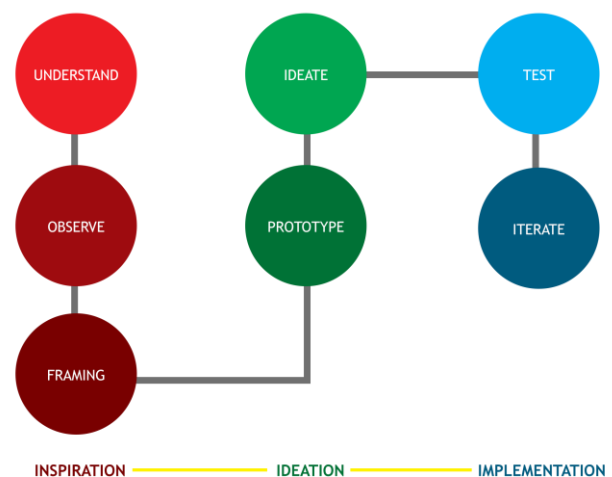 UNDERSTAND
IDEATE
TEST
OBSERVE
PROTOTYPE
ITERATE
FRAMING
INSPIRATION
IDEATION
IMPLEMENTATION